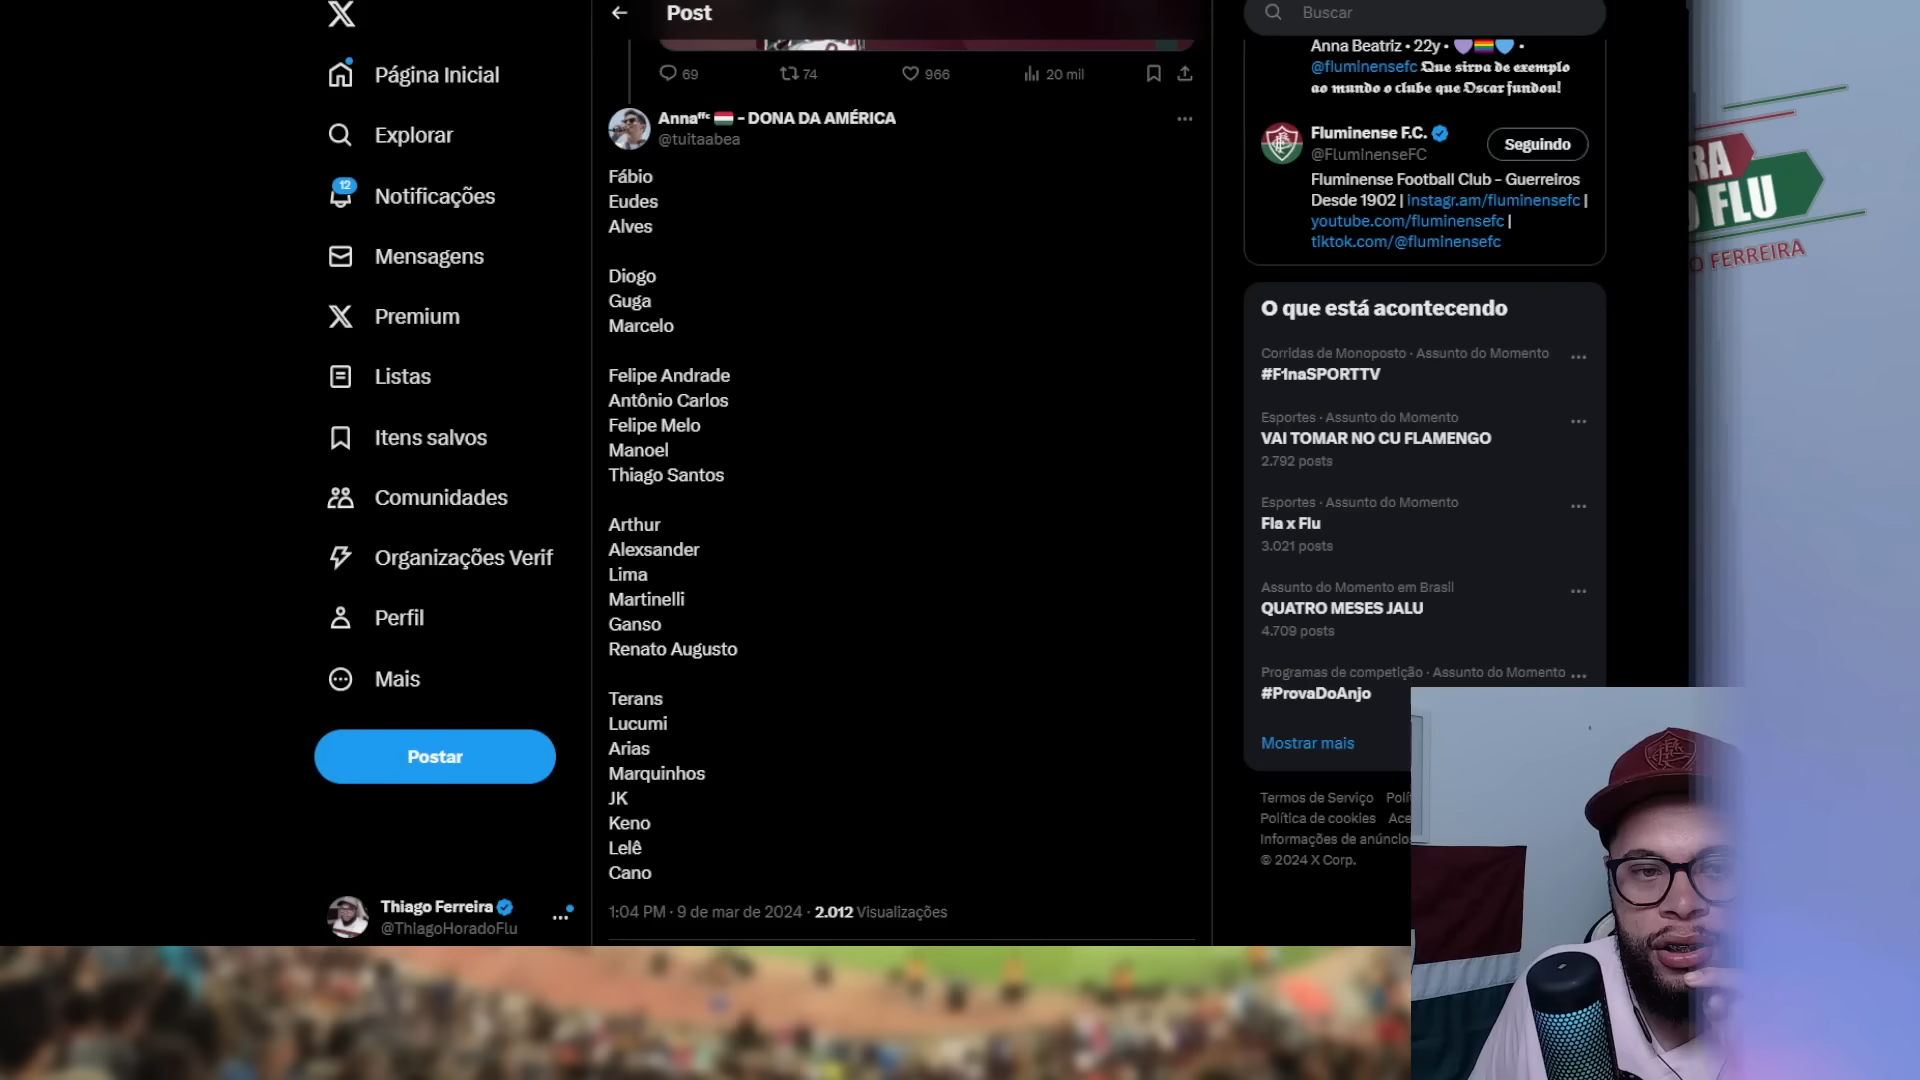 Post
Buscar
Página Inicial
Explorar
12
Notificações
Mensagens
Premium
Listas
Itens salvos
Comunidades
Organizações Verif
Perfil
Mais
Postar
Thiago Ferreira
@ThiagoHoradoFlu
69
74
966
20 mil
Annaᶠᶠᶜ 🇭🇺 - DONA DA AMÉRICA
@tuitaabea
Fábio
Eudes
Alves
Diogo
Guga
Marcelo
Felipe Andrade
Antônio Carlos
Felipe Melo
Manoel
Thiago Santos
Arthur
Alexsander
Lima
Martinelli
Ganso
Renato Augusto
Terans
Lucumi
Arias
Marquinhos
JK
Keno
Lelê
Cano
1:04 PM · 9 de mar de 2024 · 2.012 Visualizações
Anna Beatriz • 22y • 💜🏳️‍🌈💙 •
@fluminensefc 𝕼𝖚𝖊 𝖘𝖎𝖗𝖛𝖆 𝖉𝖊 𝖊𝖝𝖊𝖒𝖕𝖑𝖔
𝖆𝖔 𝖒𝖚𝖓𝖉𝖔 𝖔 𝖈𝖑𝖚𝖇𝖊 𝖖𝖚𝖊 𝕺𝖘𝖈𝖆𝖗 𝖋𝖚𝖓𝖉𝖔𝖚!
Fluminense F.C.
@FluminenseFC
Seguindo
Fluminense Football Club - Guerreiros
Desde 1902 | instagr.am/fluminensefc |
youtube.com/fluminensefc |
tiktok.com/@fluminensefc
O que está acontecendo
Corridas de Monoposto · Assunto do Momento
#F1naSPORTTV
Esportes · Assunto do Momento
VAI TOMAR NO CU FLAMENGO
2.792 posts
Esportes · Assunto do Momento
Fla x Flu
3.021 posts
Assunto do Momento em Brasil
QUATRO MESES JALU
4.709 posts
Programas de competição · Assunto do Momento
#ProvaDoAnjo
Mostrar mais
Termos de Serviço Polí
Política de cookies Ace
Informações de anúncio
© 2024 X Corp.
RA
O FLU
O FERREIRA